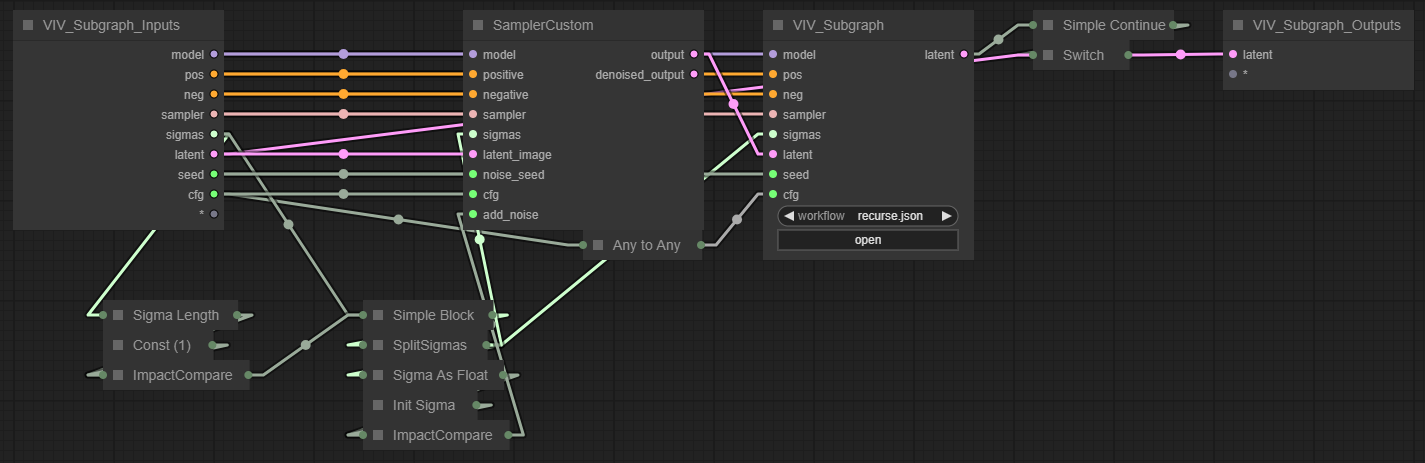 VIV_Subgraph_Inputs
model
pos
neg
sampler
sigmas
latent
seed
cfg
*
SamplerCustom
model output
positive denoised_output
negative
sampler
sigmas
latent_image
noise_seed
cfg
add_noise
VIV_Subgraph
model latent
pos
neg
sampler
sigmas
latent
seed
cfg
workflow recurse.json
open
Simple Continue
Switch
VIV_Subgraph_Outputs
latent
*
Any to Any
Sigma Length
Const (1)
ImpactCompare
Simple Block
SplitSigmas
Sigma As Float
Init Sigma
ImpactCompare